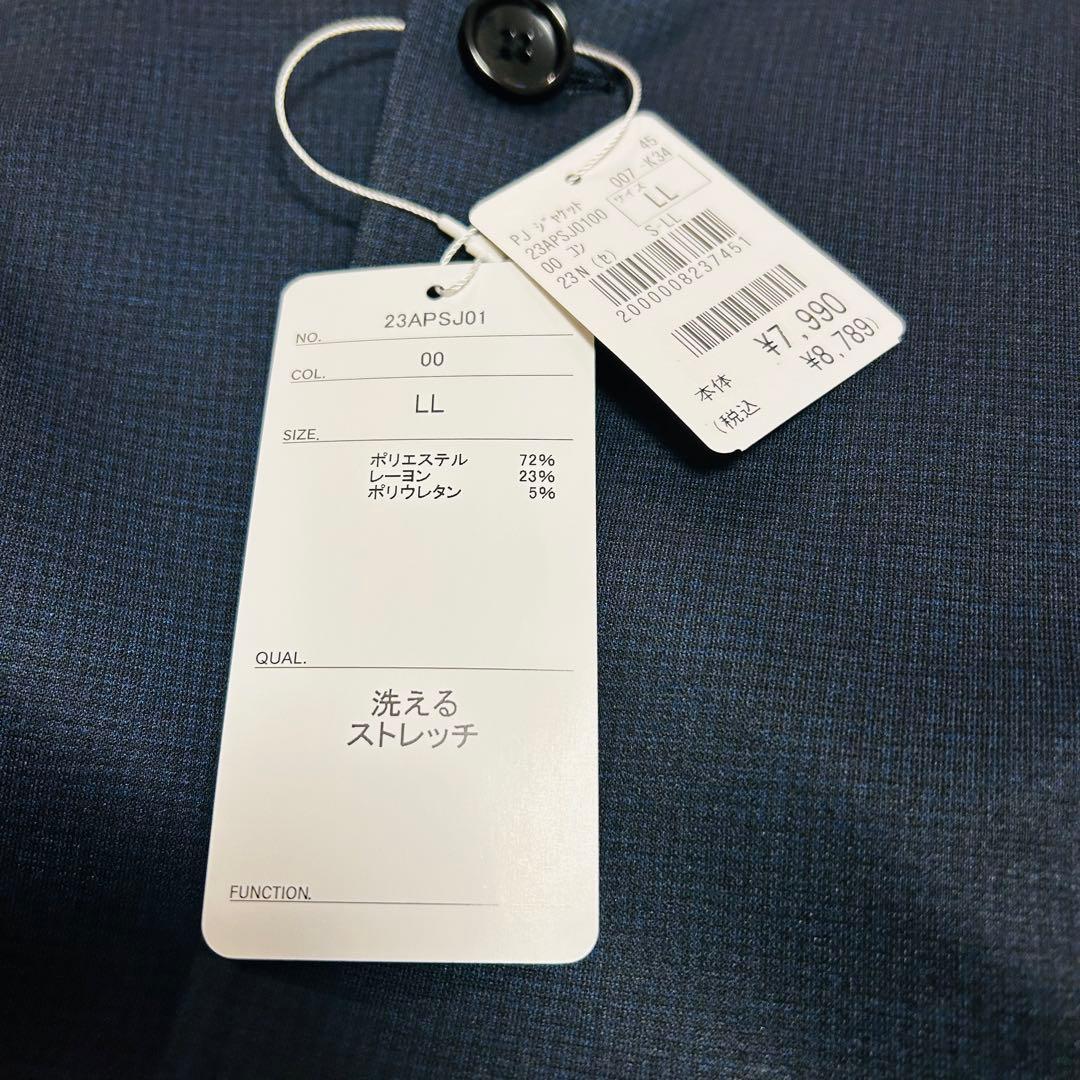 23APSJ01
NO.
00
COL.
LL
SIZE.
ポリエステル 72%
レーヨン 23%
ポリウレタン 5%
QUAL.
洗える
ストレッチ
FUNCTION.
45
007 -K34
PJ ジャケット
23APSJ0100
00 コン
23N (セ)
サイズ
LL
S-LL
2000008237451
¥7,990
本体
¥8,789)
(税込